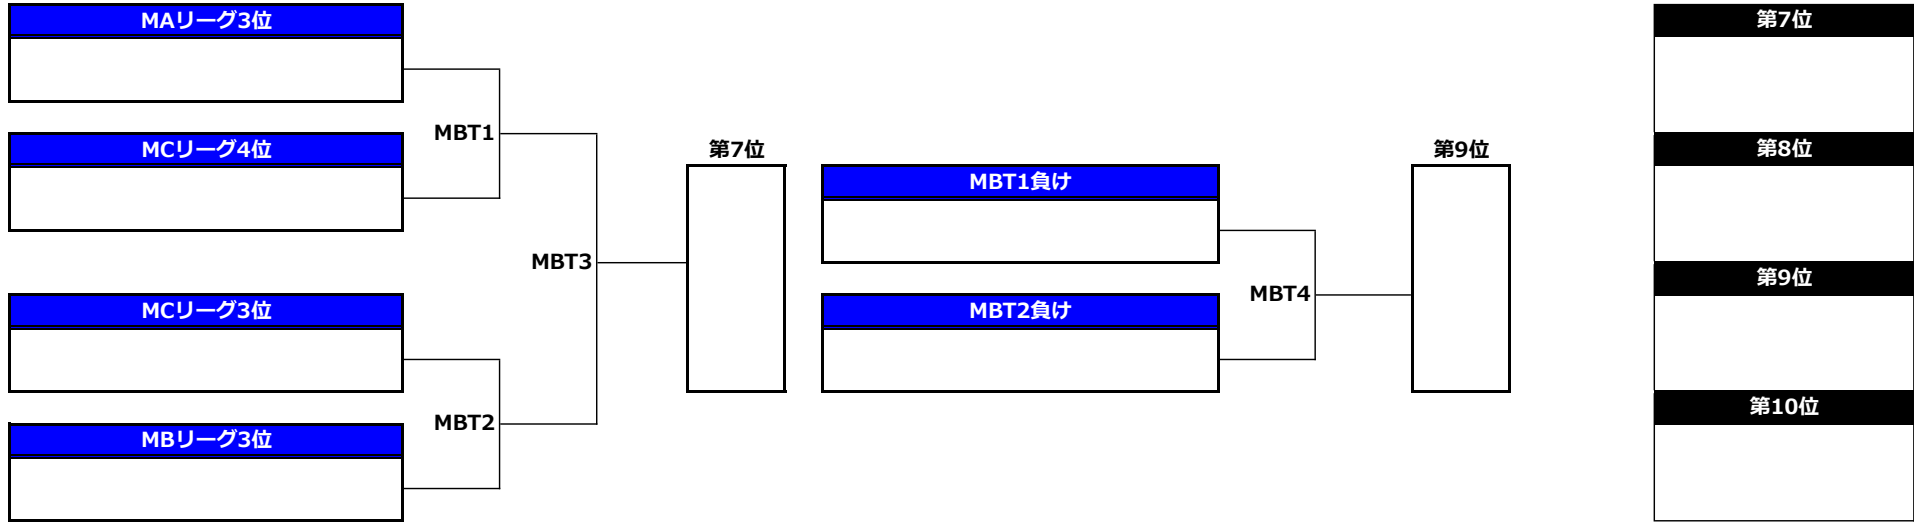 MAリーグ3位
MBT1
MCリーグ4位
MBT3
MCリーグ3位
MBT2
MBリーグ3位
第7位
MBT1負け
MBT4
MBT2負け
第9位
第7位
第8位
第9位
第10位